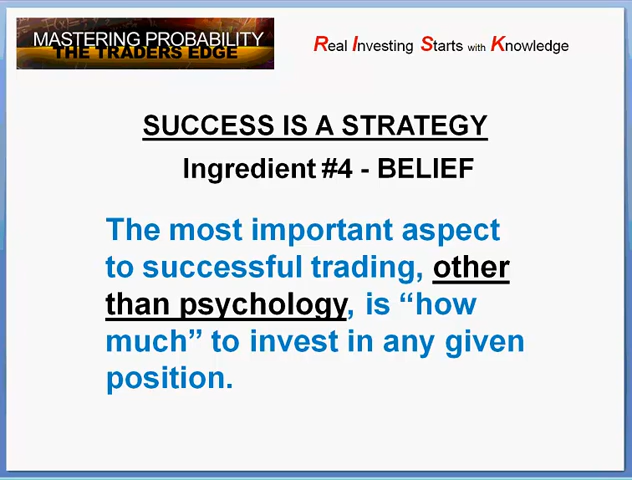 MASTERING PROBABILITY
THE TRADERS EDGE
Real Investing Starts with Knowledge
SUCCESS IS A STRATEGY
Ingredient #4 - BELIEF
The most important aspect
to successful trading, other
than psychology, is “how
much” to invest in any given
position.